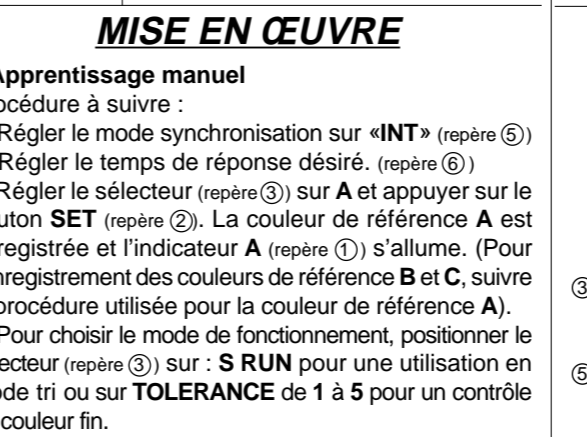 MISE EN ŒUVRE
Apprentissage manuel
océdure à suivre :
Régler le mode synchronisation sur «INT» (repère ⑤)
Régler le temps de réponse désiré. (repère ⑥)
Régler le sélecteur (repère ③) sur A et appuyer sur le
uton SET (repère ②). La couleur de référence A est
registrée et l'indicateur A (repère ①) s'allume. (Pour
nregistrement des couleurs de référence B et C, suivre
procédure utilisée pour la couleur de référence A).
Pour choisir le mode de fonctionnement, positionner le
lecteur (repère ③) sur : S RUN pour une utilisation en
ode tri ou sur TOLERANCE de 1 à 5 pour un contrôle
couleur fin.
③
⑤